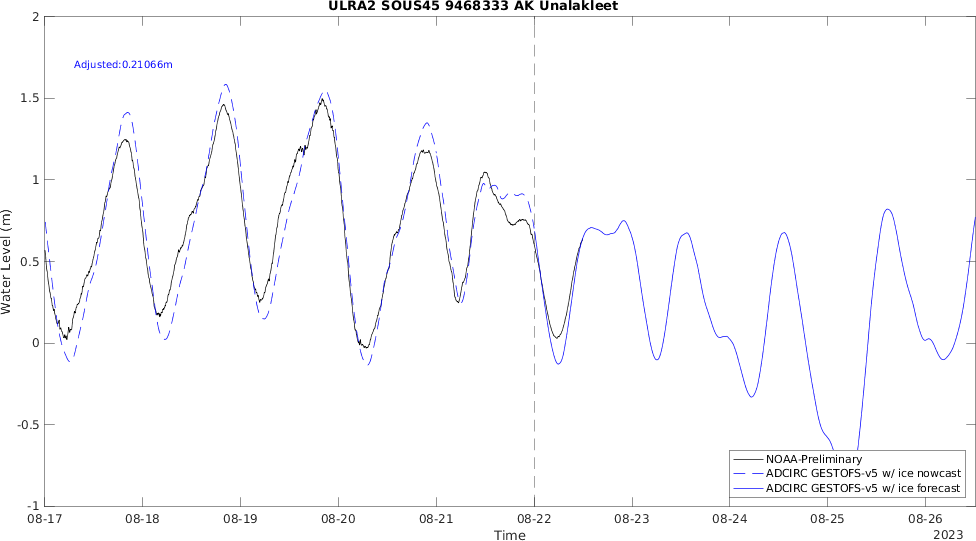 ULRA2 SOUS45 9468333 AK Unalakleet
Adjusted:0.21066m
Water Level (m)
2
1.5
1
0.5
0
-0.5
-1
NOAA-Preliminary
ADCIRC GESTOFS-v5 w/ ice nowcast
ADCIRC GESTOFS-v5 w/ ice forecast
08-17 08-18 08-19 08-20 08-21 08-22 08-23 08-24 08-25 08-26
Time
2023